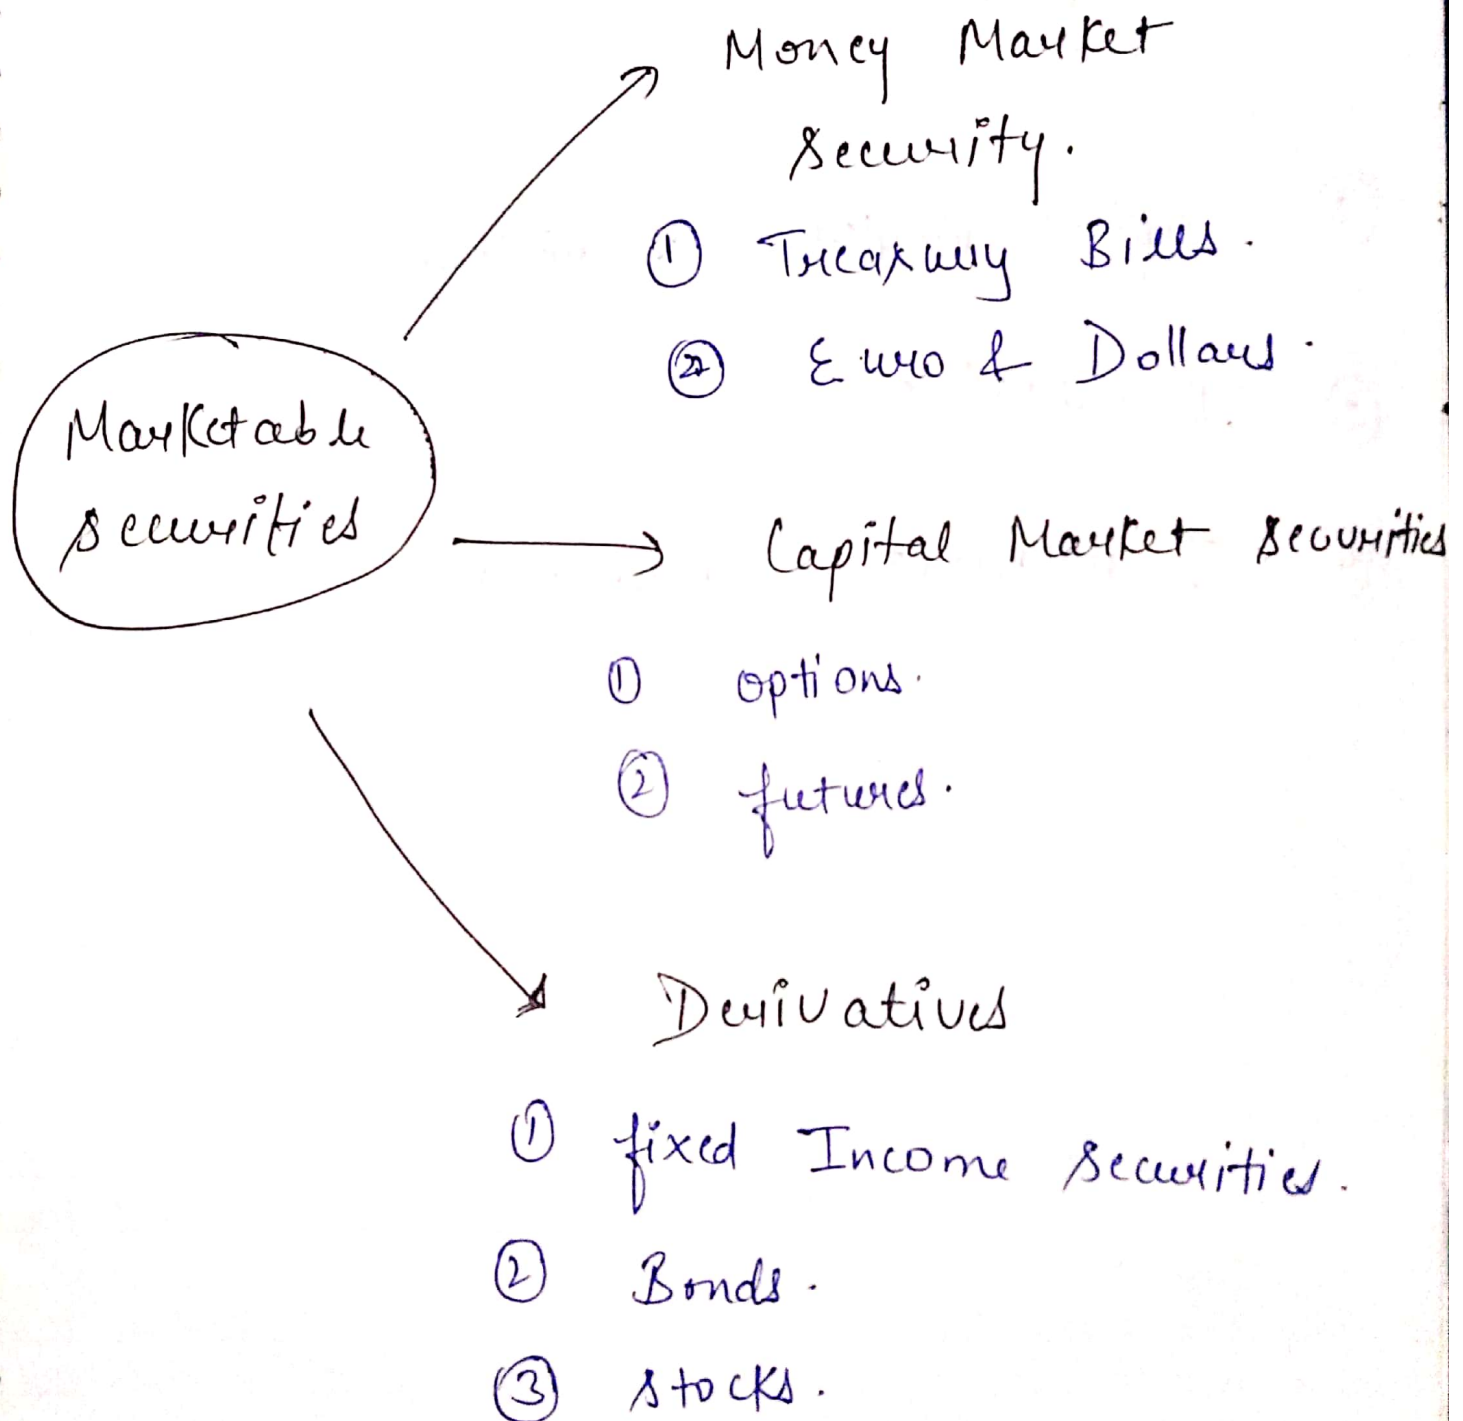 Money Market
security.
① Treasury Bills.
② Euro & Dollars.
Marketable
securities
Capital Market securities
① options.
② futures.
Derivatives
① fixed Income securities.
② Bonds.
③ stocks.